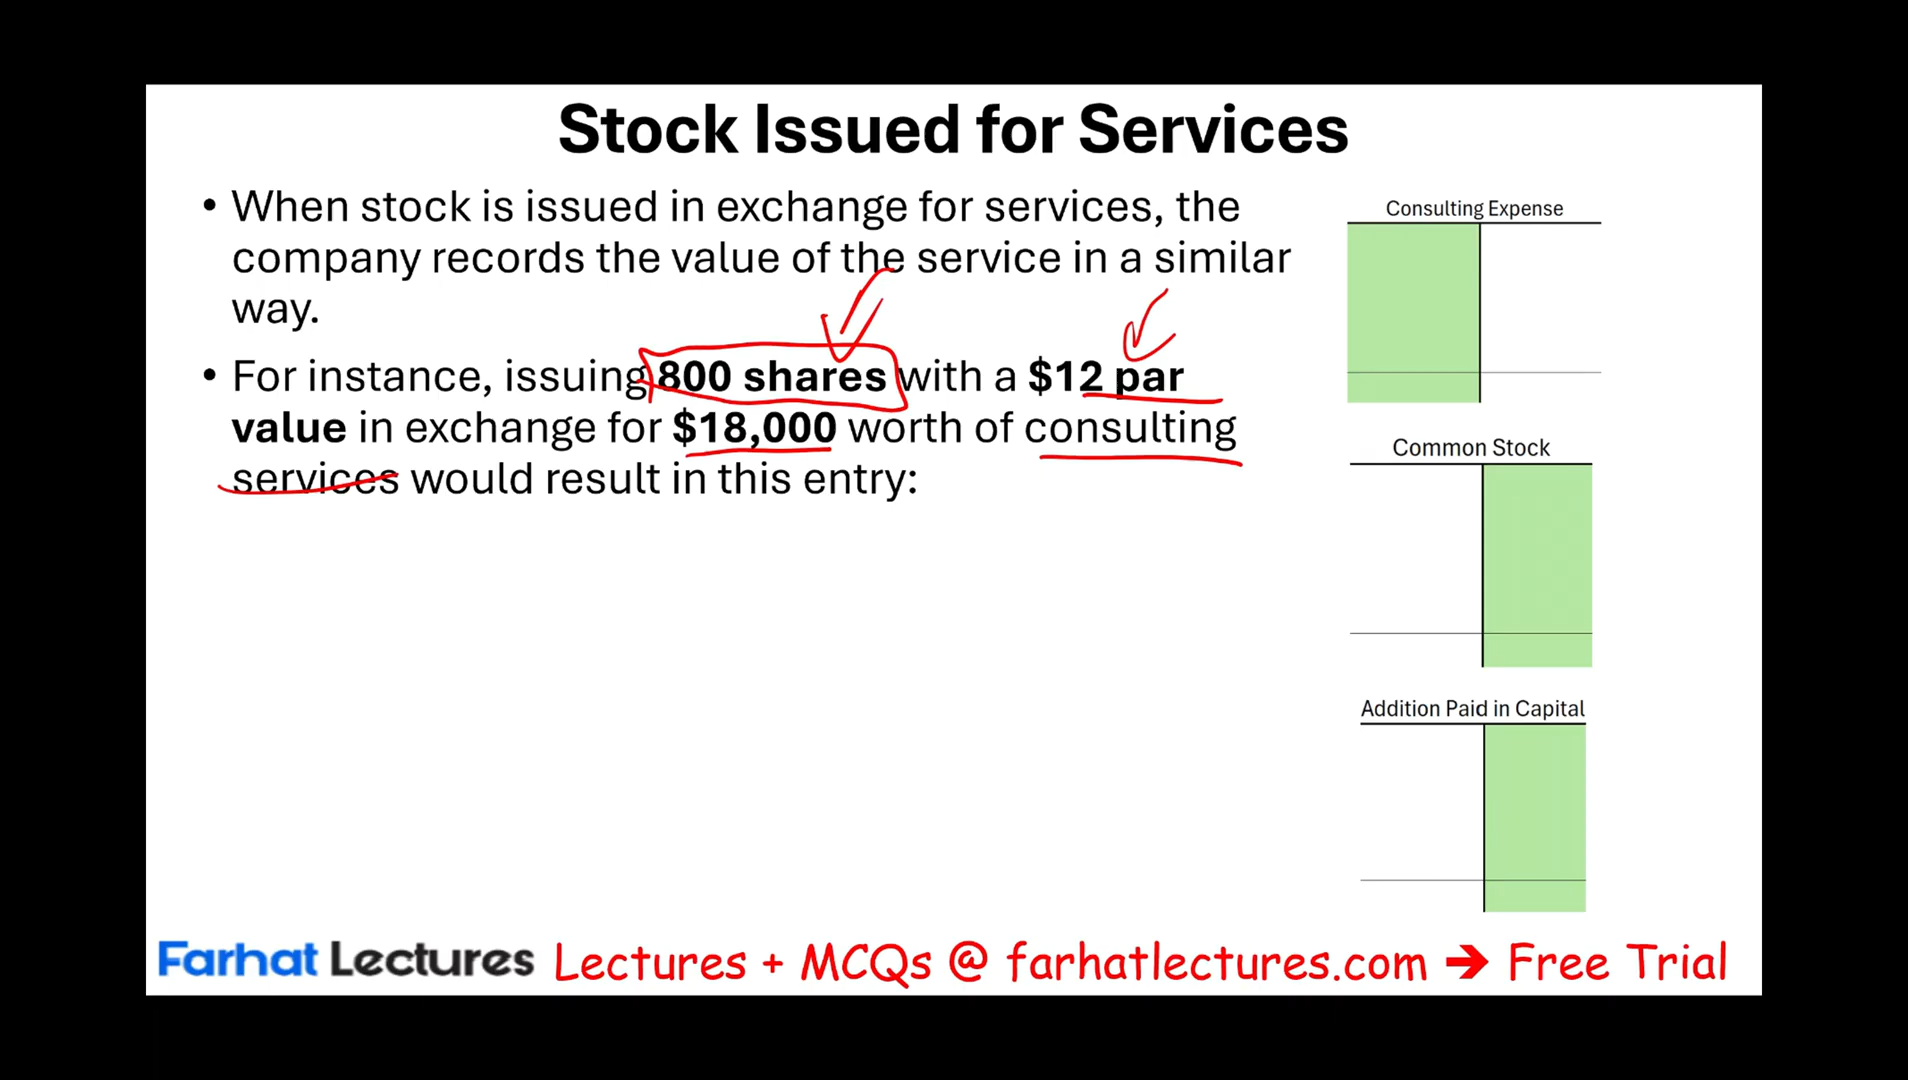 Stock Issued for Services
• When stock is issued in exchange for services, the
company records the value of the service in a similar
way.
• For instance, issuing 800 shares with a $12 par
value in exchange for $18,000 worth of consulting
services would result in this entry:
Consulting Expense
Common Stock
Addition Paid in Capital
Farhat Lectures Lectures + MCQs @ farhatlectures.com ➔ Free Trial